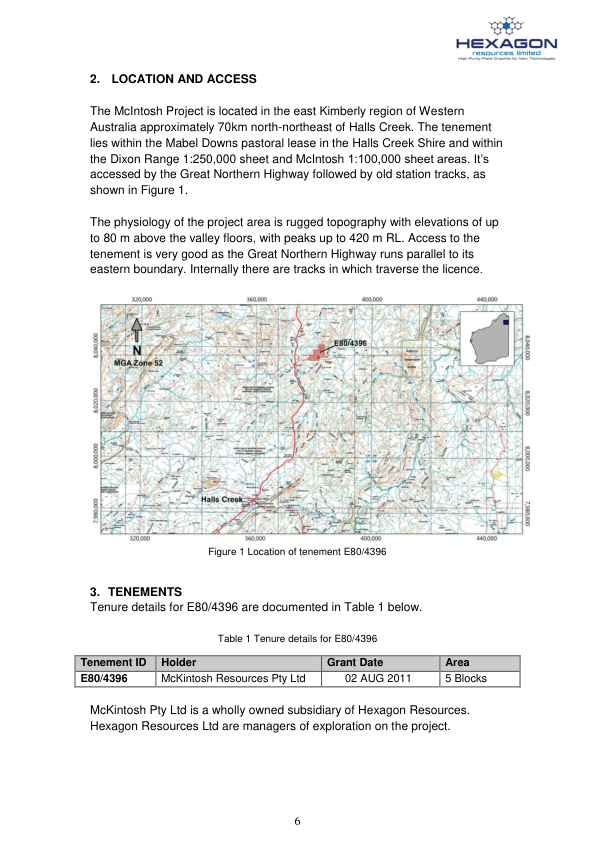 HEXAGON
resources limited
High Purity Flake Graphite for New Technologies
2. LOCATION AND ACCESS
The McIntosh Project is located in the east Kimberly region of Western
Australia approximately 70km north-northeast of Halls Creek. The tenement
lies within the Mabel Downs pastoral lease in the Halls Creek Shire and within
the Dixon Range 1:250,000 sheet and McIntosh 1:100,000 sheet areas. It's
accessed by the Great Northern Highway followed by old station tracks, as
shown in Figure 1.
The physiology of the project area is rugged topography with elevations of up
to 80 m above the valley floors, with peaks up to 420 m RL. Access to the
tenement is very good as the Great Northern Highway runs parallel to its
eastern boundary. Internally there are tracks in which traverse the licence.
320,000 360,000 400,000 440,000
8,040,000
8,020,000
8,000,000
7,980,000
N
MGA Zone 52
E80/4396
Halls Creek
8,040,000
8,020,000
8,000,000
7,980,000
320,000 360,000 400,000 440,000
Figure 1 Location of tenement E80/4396
3. TENEMENTS
Tenure details for E80/4396 are documented in Table 1 below.
Table 1 Tenure details for E80/4396
Tenement ID Holder Grant Date Area
E80/4396 McKintosh Resources Pty Ltd 02 AUG 2011 5 Blocks
McKintosh Pty Ltd is a wholly owned subsidiary of Hexagon Resources.
Hexagon Resources Ltd are managers of exploration on the project.
6